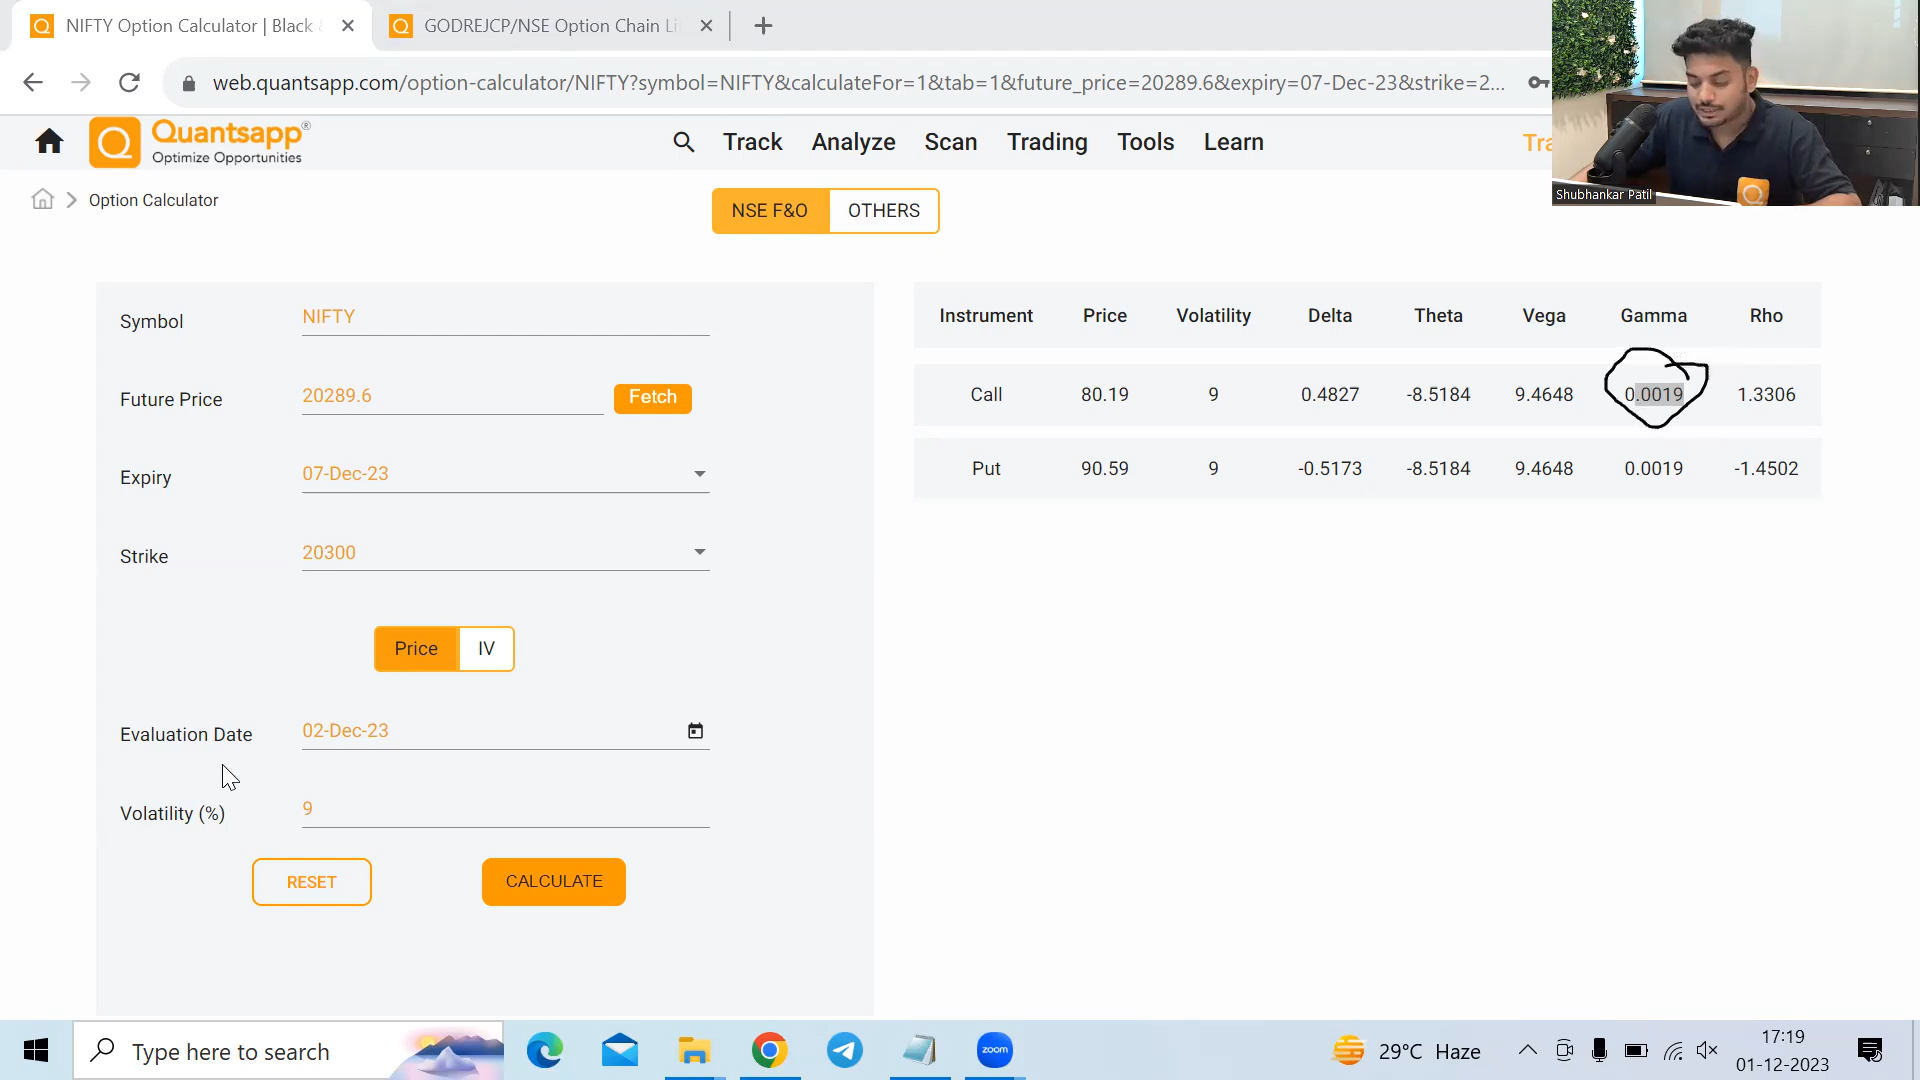 NIFTY Option Calculator | Black &
GODREJCP/NSE Option Chain Li
web.quantsapp.com/option-calculator/NIFTY?symbol=NIFTY&calculateFor=1&tab=1&future_price=20289.6&expiry=07-Dec-23&strike=2...
Quantsapp®
Optimize Opportunities
Track Analyze Scan Trading Tools Learn
Shubhankar Patil
Option Calculator
NSE F&O OTHERS
Symbol NIFTY
Future Price 20289.6 Fetch
Expiry 07-Dec-23
Strike 20300
Price IV
Evaluation Date 02-Dec-23
Volatility (%) 9
RESET CALCULATE
Instrument Price Volatility Delta Theta Vega Gamma Rho
Call 80.19 9 0.4827 -8.5184 9.4648 0.0019 1.3306
Put 90.59 9 -0.5173 -8.5184 9.4648 0.0019 -1.4502
Type here to search
zoom
29°C Haze
17:19
01-12-2023